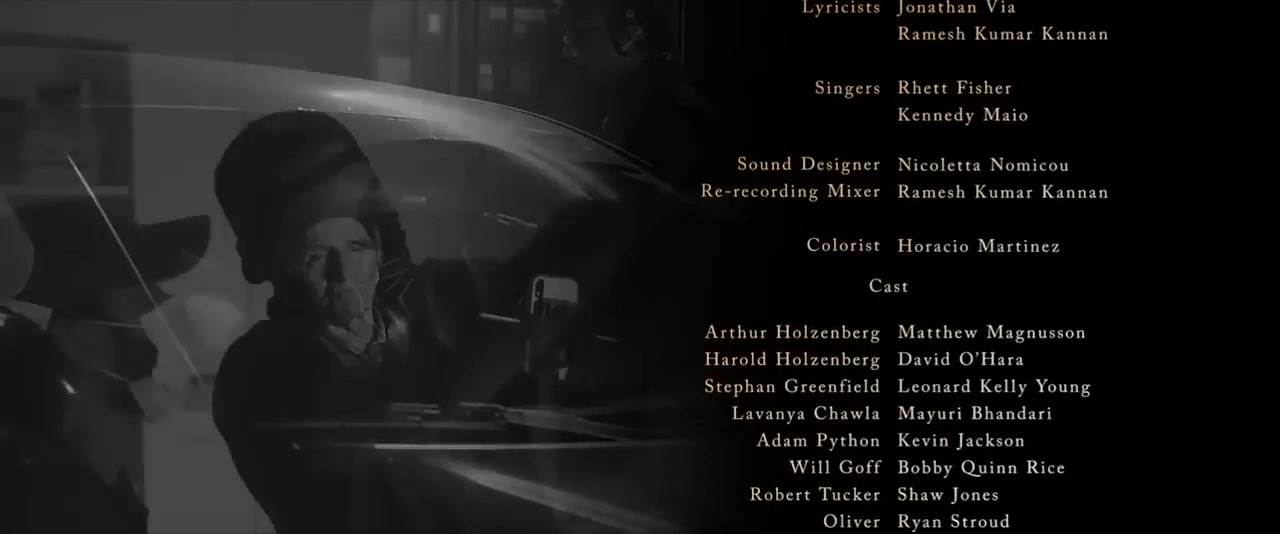 Lyricists Jonathan Via
Ramesh Kumar Kannan
Singers Rhett Fisher
Kennedy Maio
Sound Designer Nicoletta Nomicou
Re-recording Mixer Ramesh Kumar Kannan
Colorist Horacio Martinez
Cast
Arthur Holzenberg Matthew Magnusson
Harold Holzenberg David O'Hara
Stephan Greenfield Leonard Kelly Young
Lavanya Chawla Mayuri Bhandari
Adam Python Kevin Jackson
Will Goff Bobby Quinn Rice
Robert Tucker Shaw Jones
Oliver Ryan Stroud